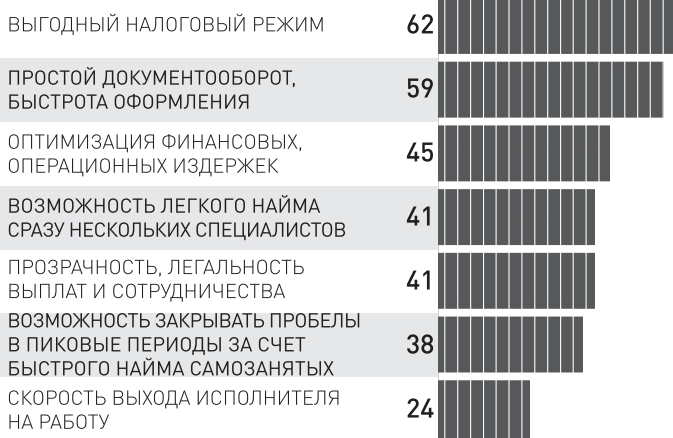 ВЫГОДНЫЙ НАЛОГОВЫЙ РЕЖИМ 62
ПРОСТОЙ ДОКУМЕНТООБОРОТ,
БЫСТРОТА ОФОРМЛЕНИЯ 59
ОПТИМИЗАЦИЯ ФИНАНСОВЫХ,
ОПЕРАЦИОННЫХ ИЗДЕРЖЕК 45
ВОЗМОЖНОСТЬ ЛЕГКОГО НАЙМА
СРАЗУ НЕСКОЛЬКИХ СПЕЦИАЛИСТОВ 41
ПРОЗРАЧНОСТЬ, ЛЕГАЛЬНОСТЬ
ВЫПЛАТ И СОТРУДНИЧЕСТВА 41
ВОЗМОЖНОСТЬ ЗАКРЫВАТЬ ПРОБЕЛЫ
В ПИКОВЫЕ ПЕРИОДЫ ЗА СЧЕТ 38
БЫСТРОГО НАЙМА САМОЗАНЯТЫХ
СКОРОСТЬ ВЫХОДА ИСПОЛНИТЕЛЯ
НА РАБОТУ 24